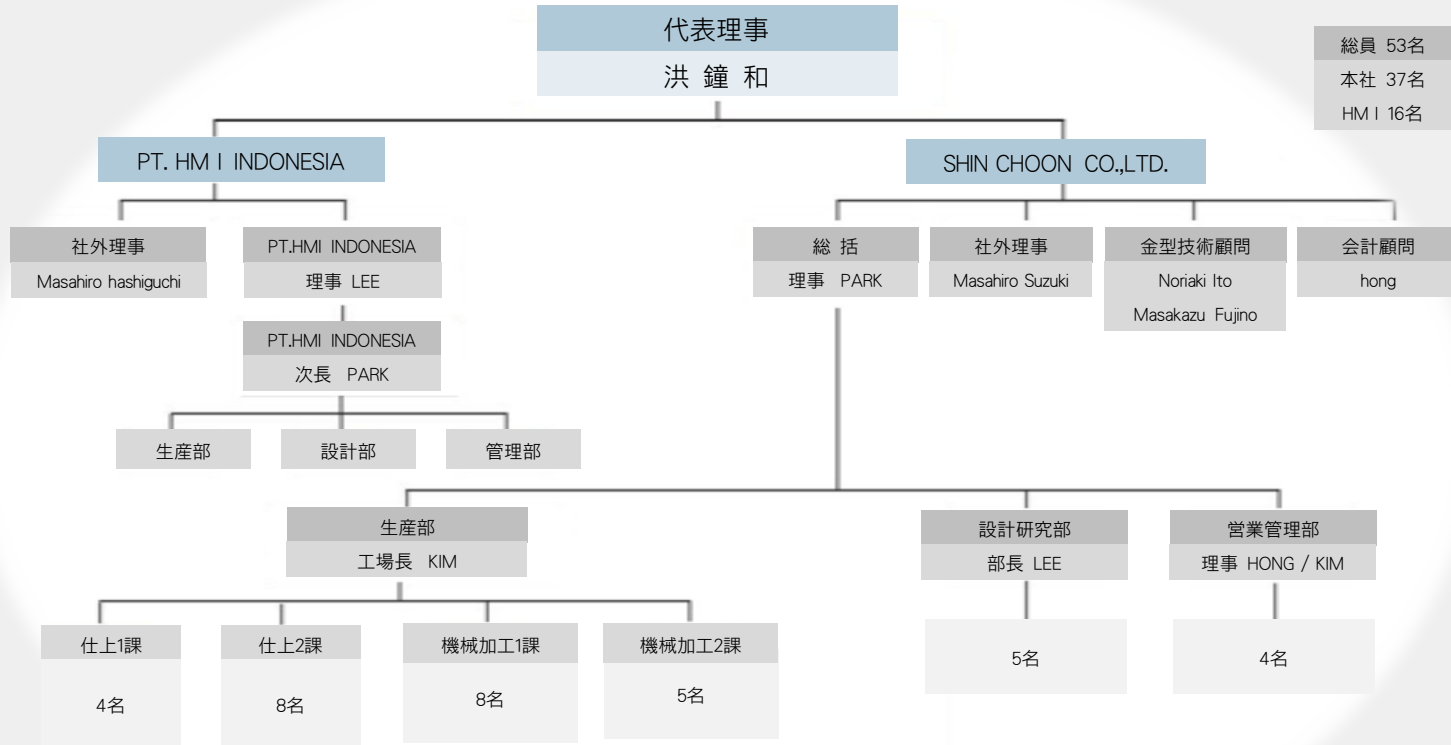 代表理事
洪 鐘 和
総員 53名
本社 37名
HM I 16名
PT. HM I INDONESIA
SHIN CHOON CO.,LTD.
社外理事
Masahiro hashiguchi
PT.HMI INDONESIA
理事 LEE
総 括
理事 PARK
社外理事
Masahiro Suzuki
金型技術顧問
Noriaki Ito
Masakazu Fujino
会計顧問
hong
PT.HMI INDONESIA
次長 PARK
生産部
設計部
管理部
生産部
工場長 KIM
設計研究部
部長 LEE
営業管理部
理事 HONG / KIM
仕上1課
4名
仕上2課
8名
機械加工1課
8名
機械加工2課
5名
5名
4名